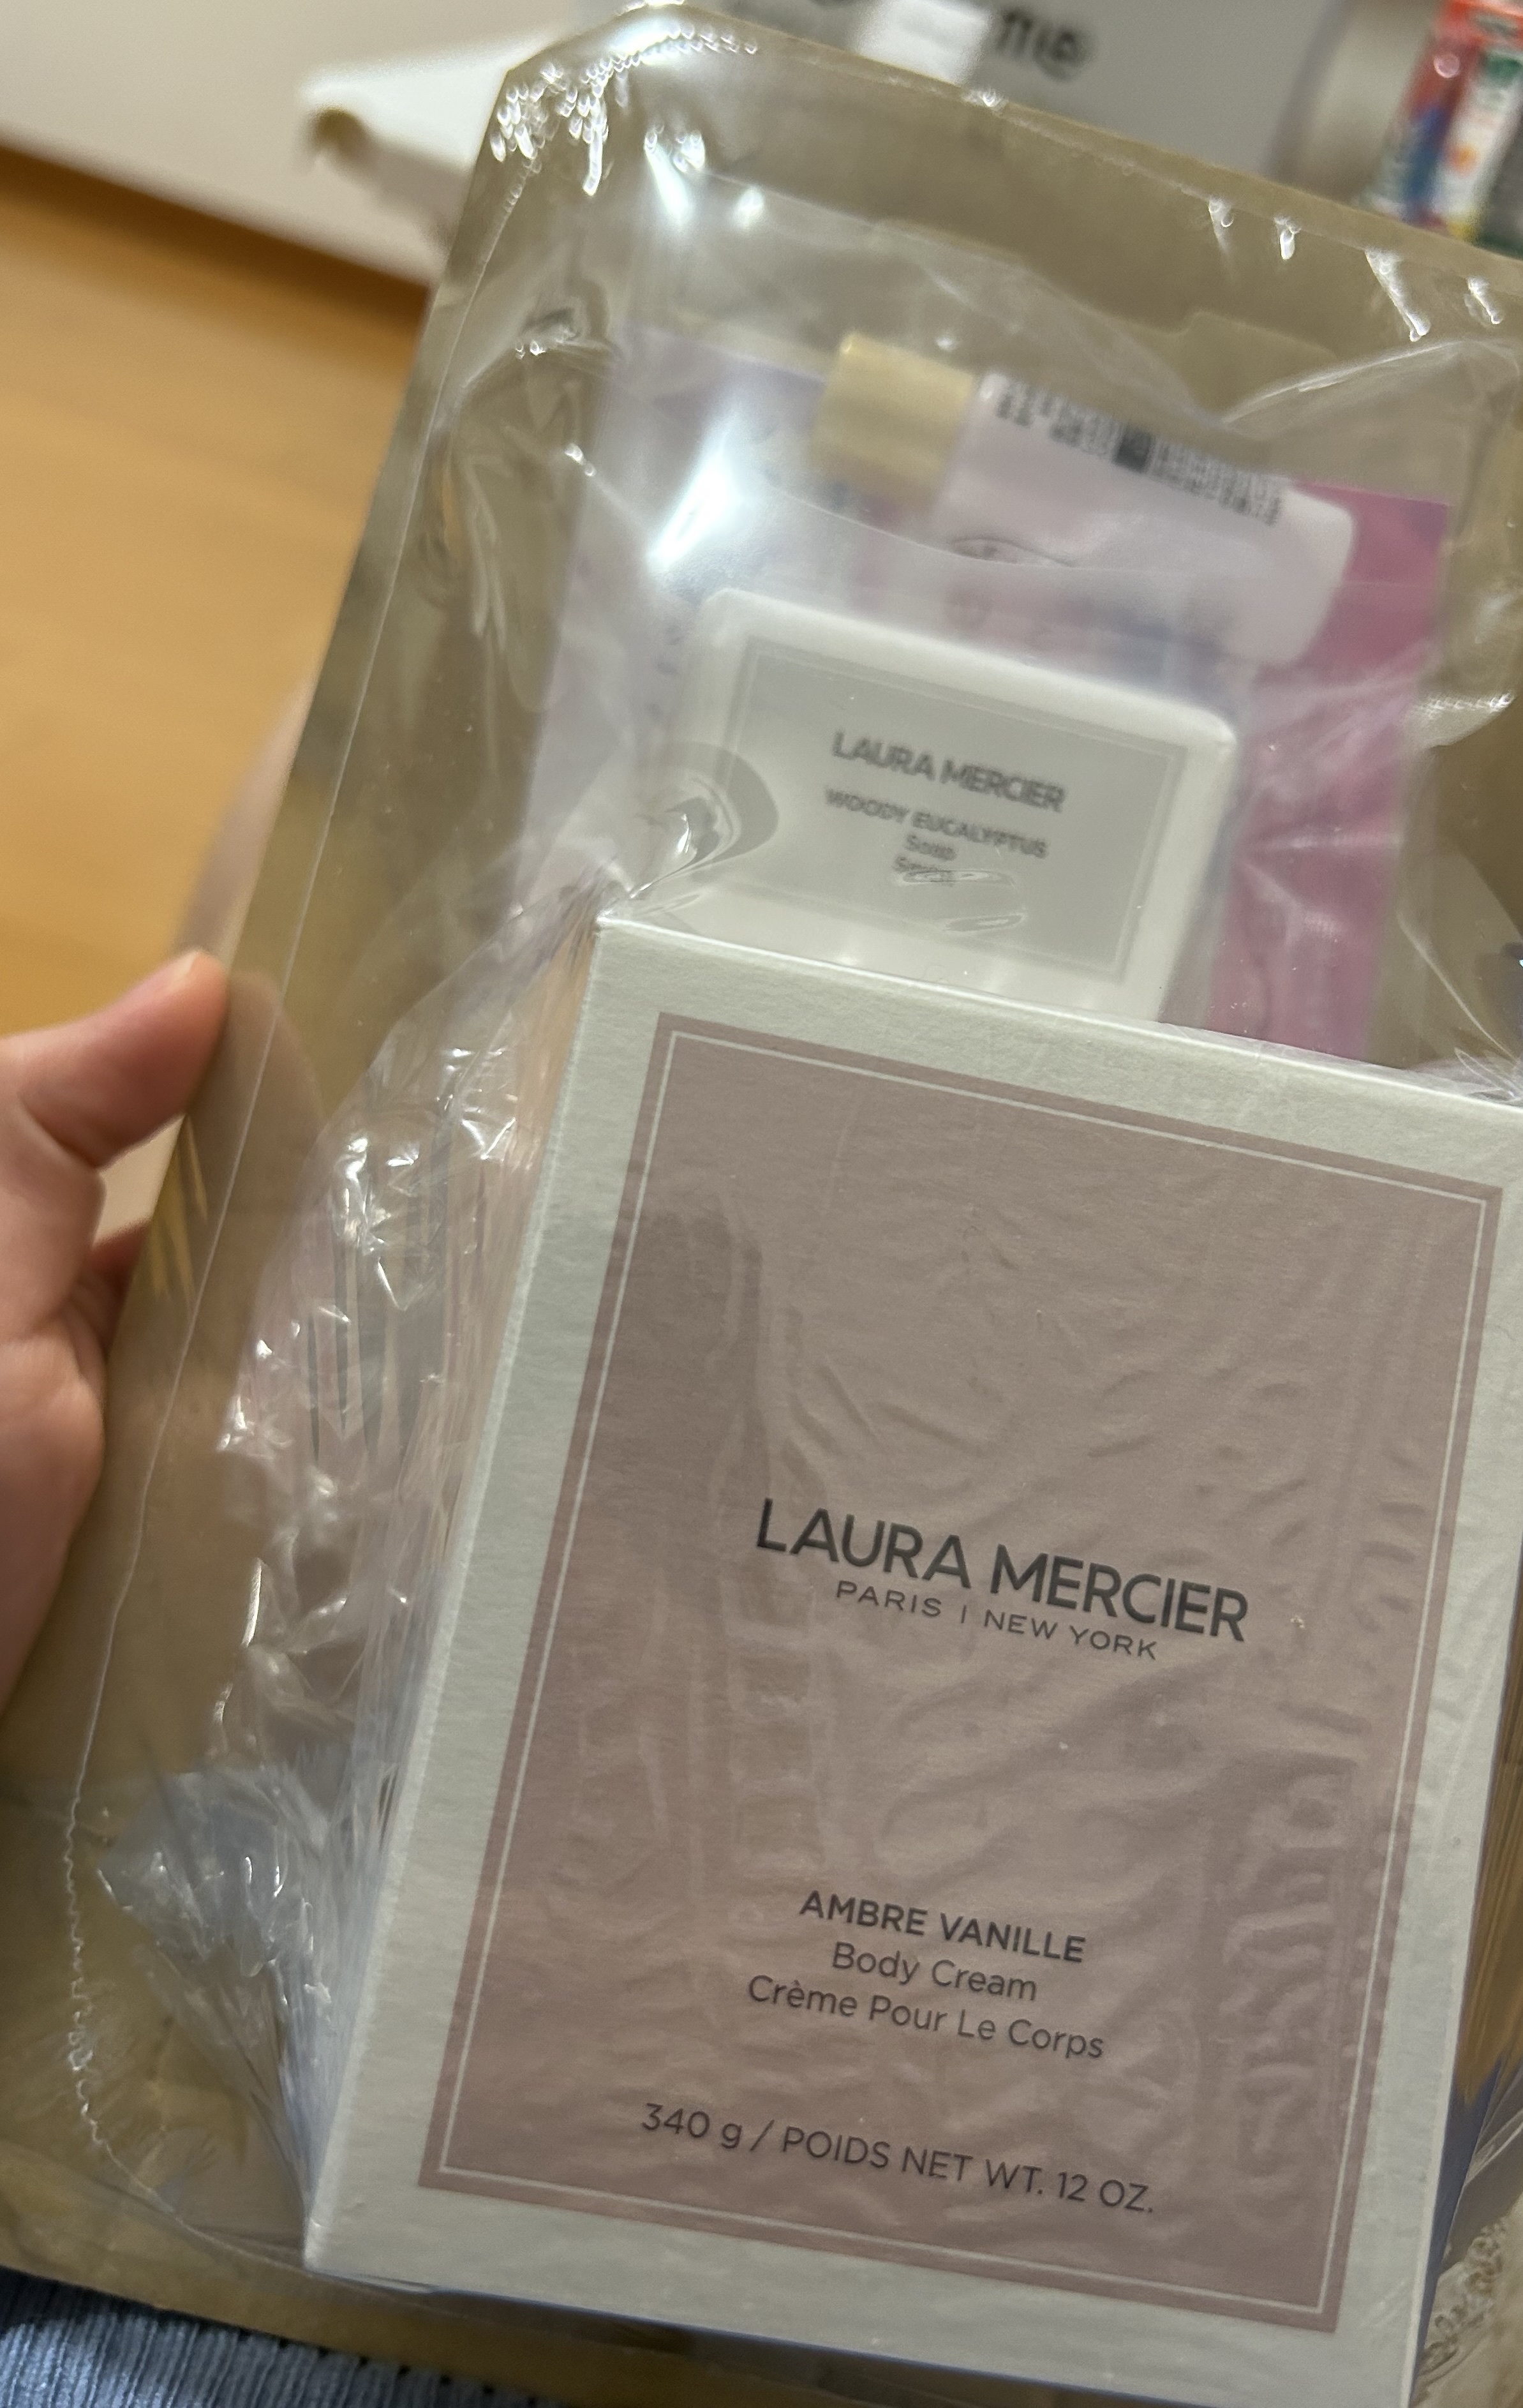 LAURA MERCIER
WOODY EUCALYPTUS
Soap
LAURA MERCIER
PARIS | NEW YORK
AMBRE VANILLE
Body Cream
Crème Pour Le Corps
340 g / POIDS NET WT. 12 OZ.